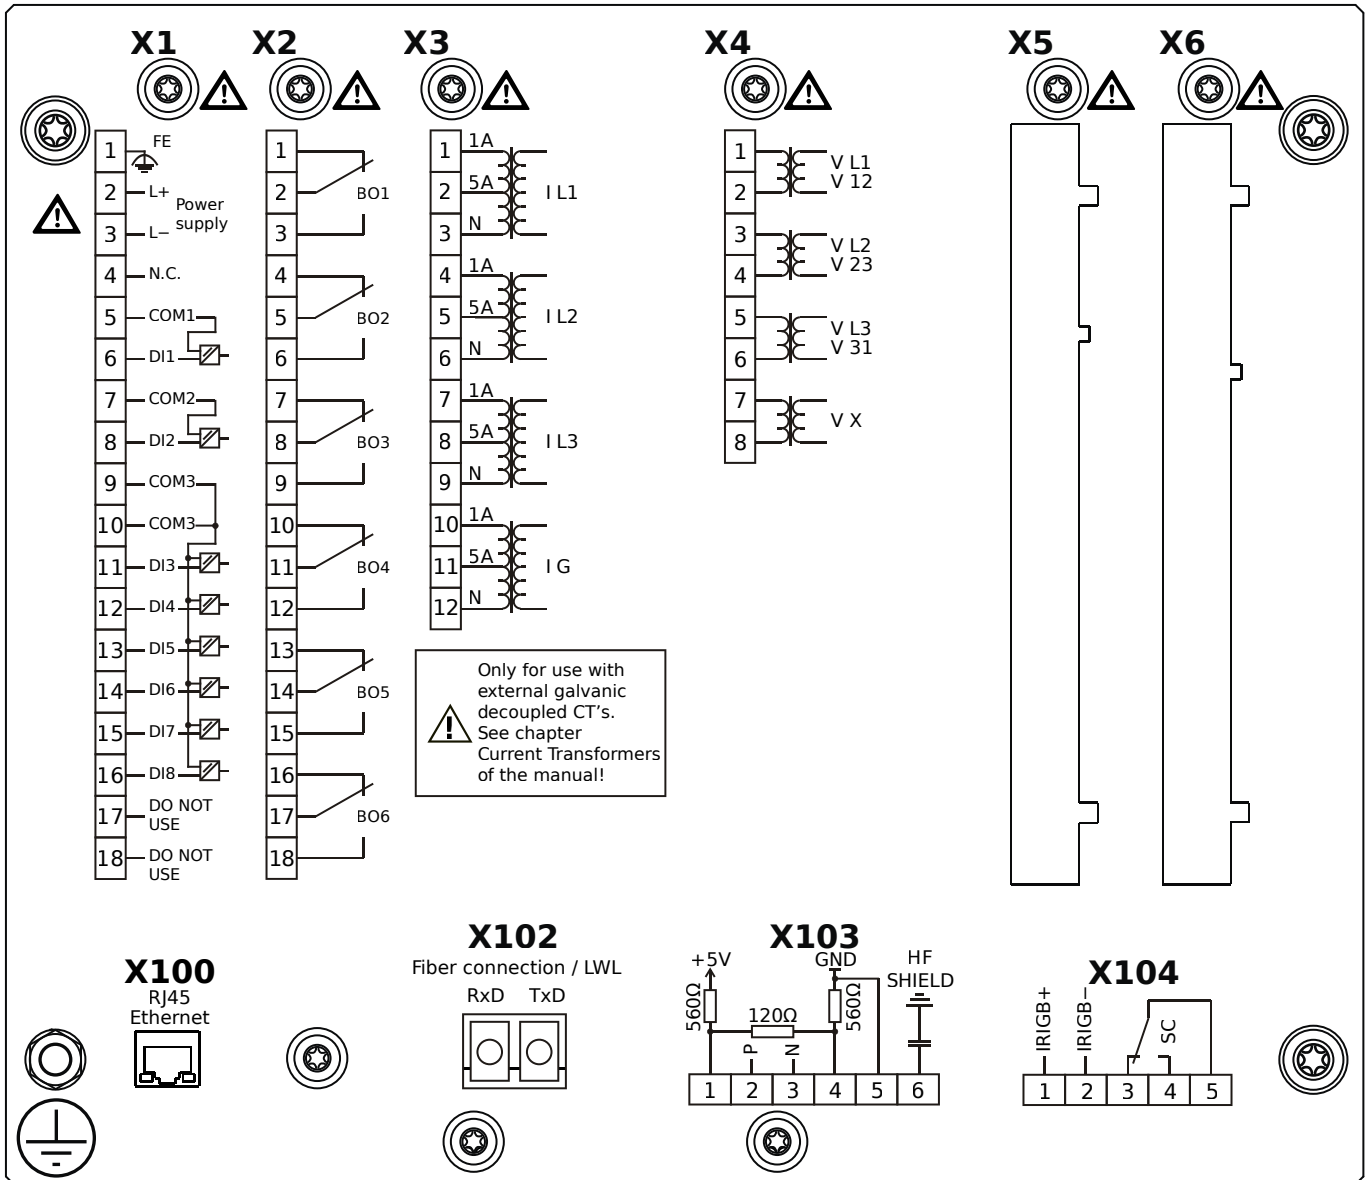 X1 X2 X3 X4 X5 X6
1 FE
2 L+
3 L−
Power
supply
4 N.C.
5 COM1
6 DI1
7 COM2
8 DI2
9 COM3
10 COM3
11 DI3
12 DI4
13 DI5
14 DI6
15 DI7
16 DI8
17 DO NOT
USE
18 DO NOT
USE
1
2 BO1
3
4
5 BO2
6
7
8 BO3
9
10
11 BO4
12
13
14 BO5
15
16
17 BO6
18
1 1A
2 5A I L1
3 N
4 1A
5 5A I L2
6 N
7 1A
8 5A I L3
9 N
10 1A
11 5A I G
12 N
Only for use with
external galvanic
decoupled CT's.
See chapter
Current Transformers
of the manual!
1 V L1
2 V 12
3 V L2
4 V 23
5 V L3
6 V 31
7 V X
8
X100
RJ45
Ethernet
X102
Fiber connection / LWL
RxD TxD
X103
+5V GND HF
SHIELD
560Ω 120Ω 560Ω
P N
1 2 3 4 5 6
X104
IRIGB+ IRIGB− SC
1 2 3 4 5